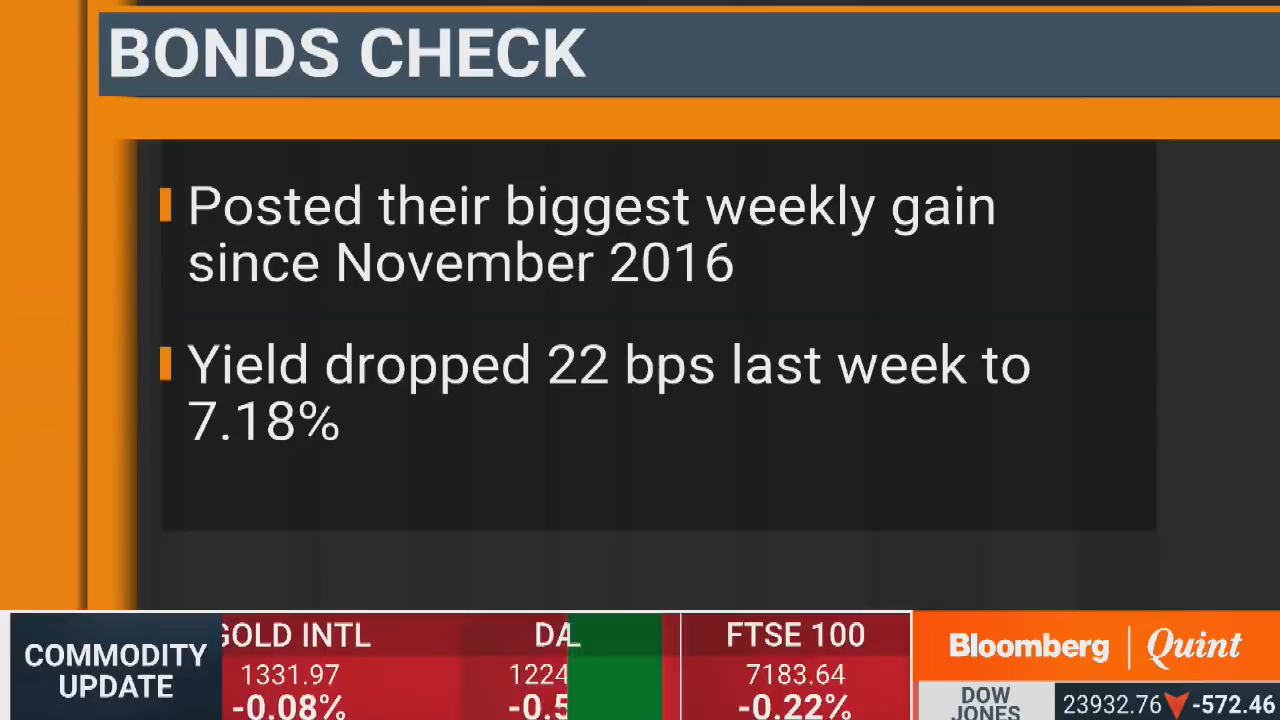 BONDS CHECK
Posted their biggest weekly gain
since November 2016
Yield dropped 22 bps last week to
7.18%
COMMODITY
UPDATE
GOLD INTL
1331.97
-0.08%
FTSE 100
7183.64
-0.22%
Bloomberg | Quint
DOW
JONES
23932.76 -572.46